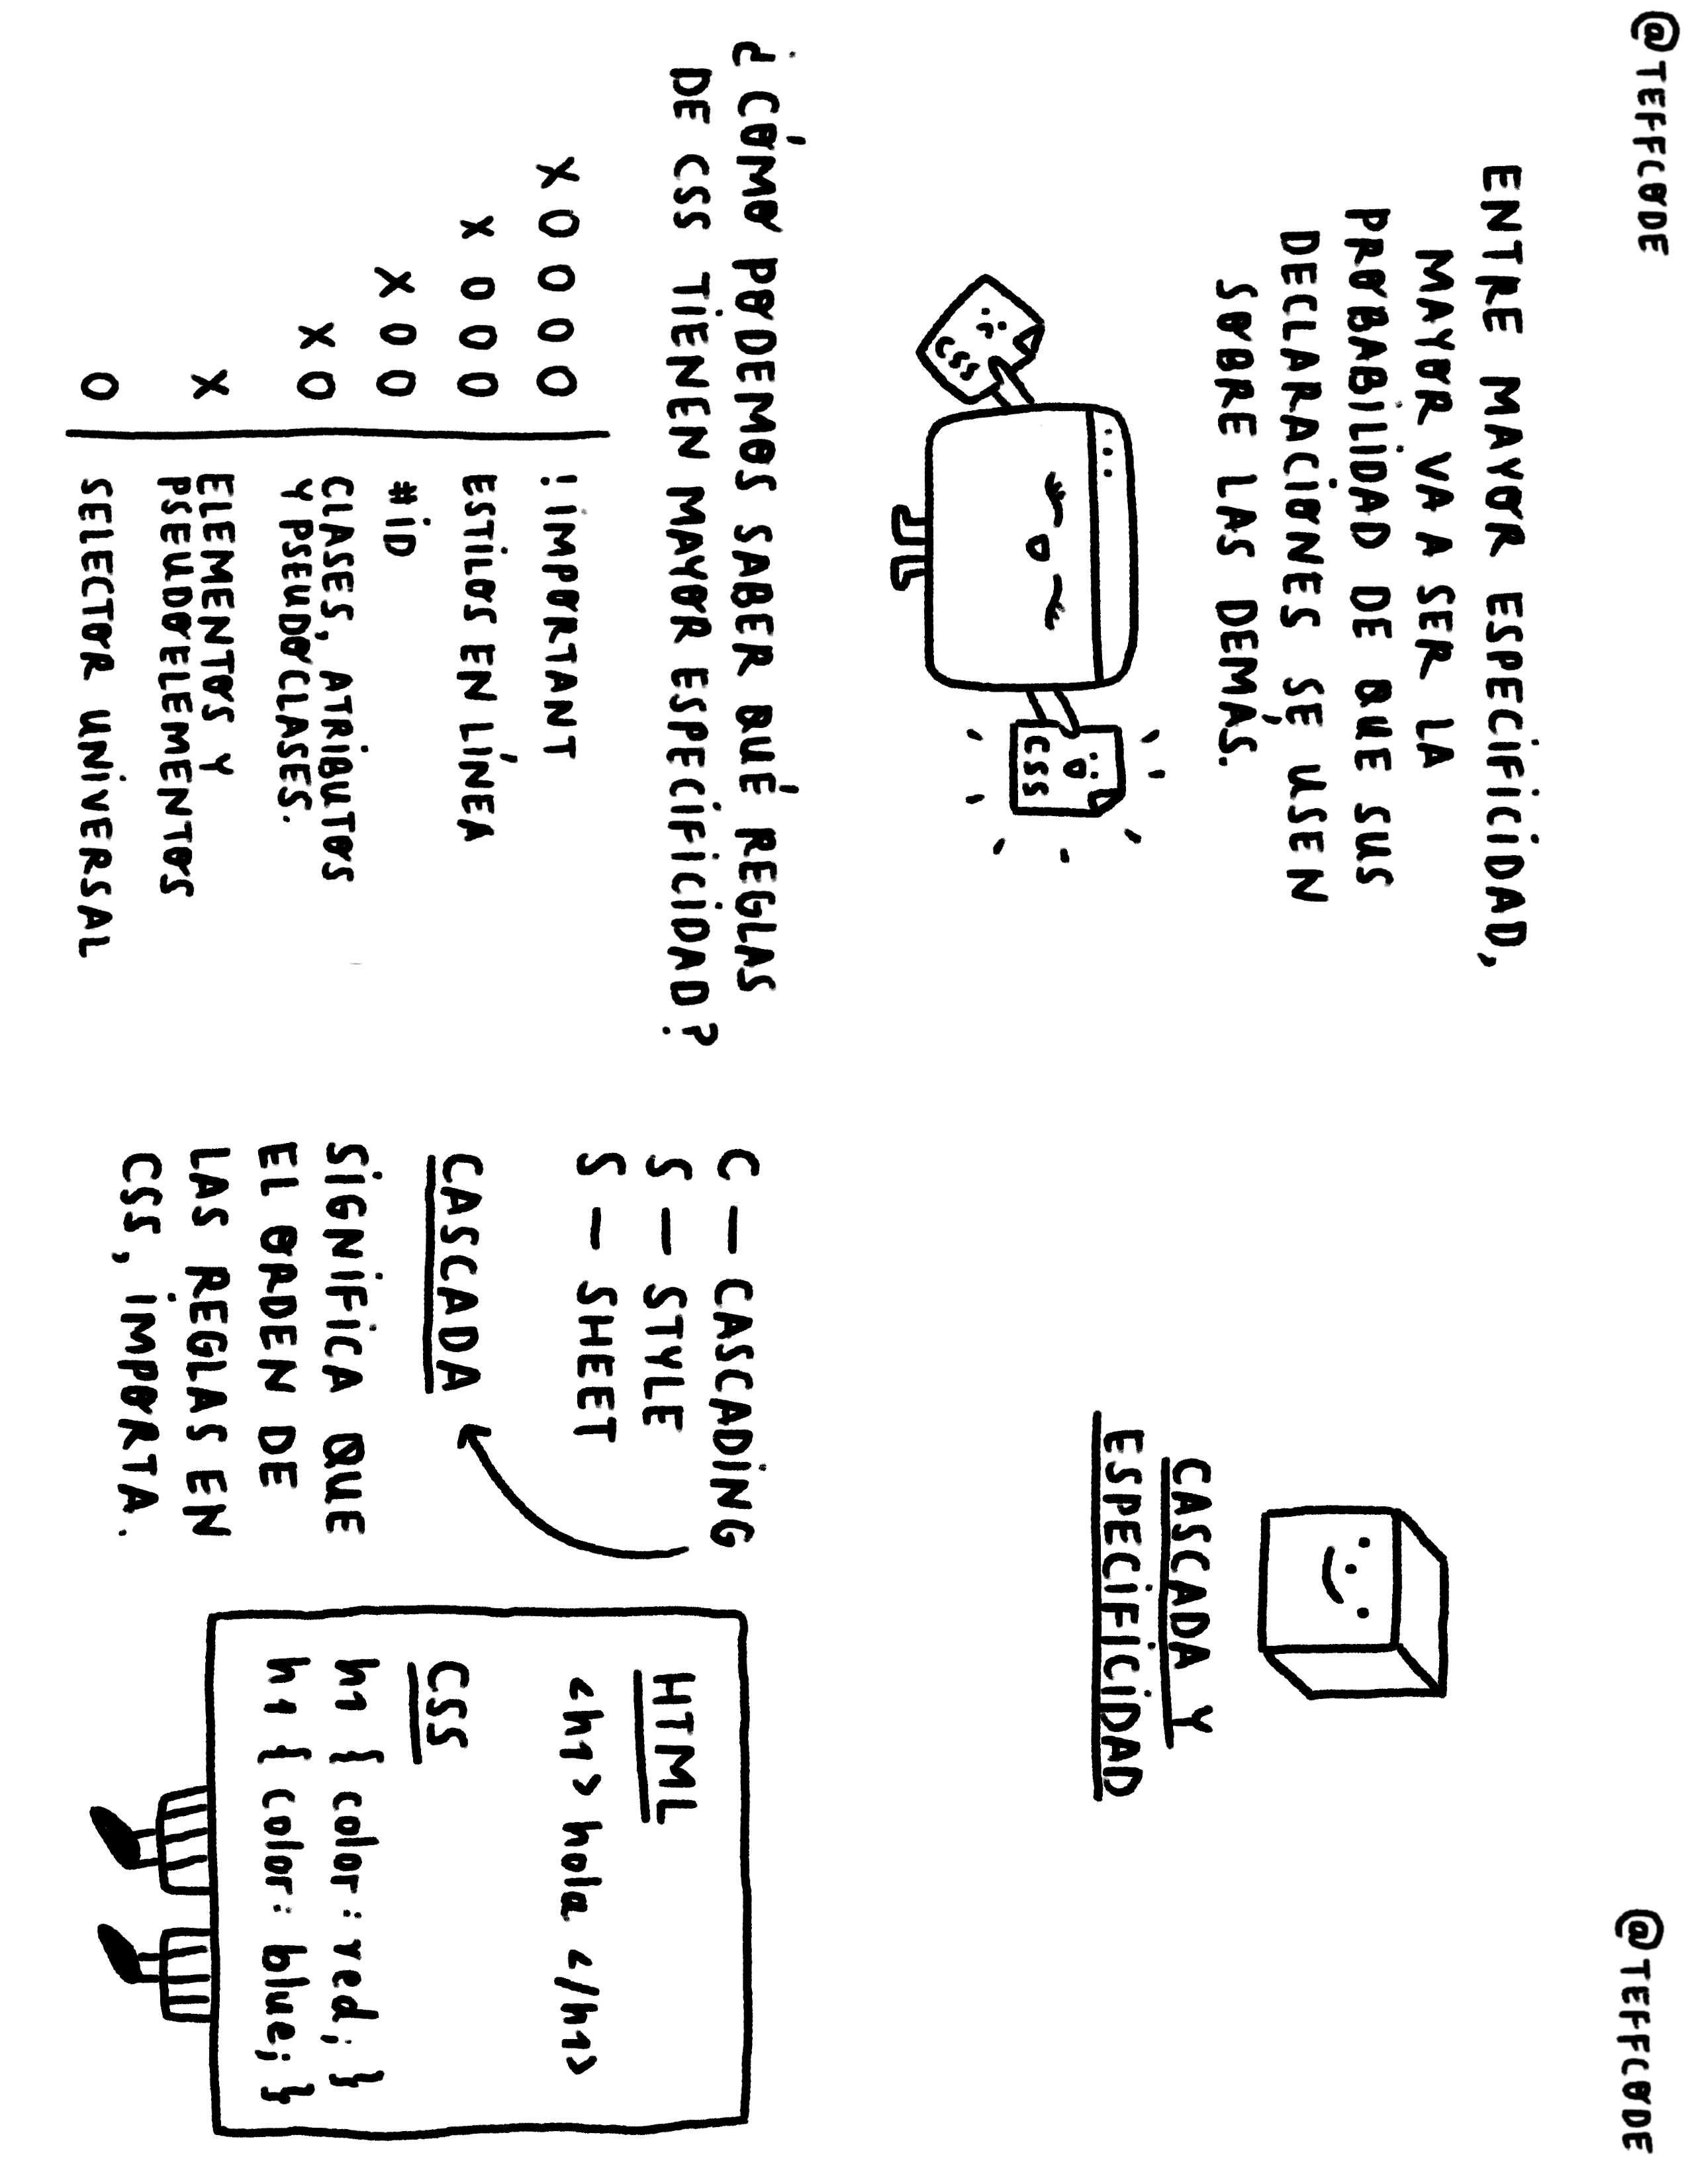 @TEFFCODE
ENTRE MAYOR ESPECIFICIDAD,
MAYOR VA A SER LA
PROBABILIDAD DE QUE SUS
DECLARACIONES SE USEN
SOBRE LAS DEMÁS.
CSS
CSS
¿CÓMO PODEMOS SABER QUÉ REGLAS
DE CSS TIENEN MAYOR ESPECIFICIDAD?
X 0 0 0 0 ! IMPORTANT
X 0 0 0 ESTILOS EN LÍNEA
X 0 0 #ID
X 0 CLASES, ATRIBUTOS
Y PSEUDOCLASES.
X ELEMENTOS Y
PSEUDOELEMENTOS
0 SELECTOR UNIVERSAL
@TEFFCODE
CASCADA Y
ESPECIFICIDAD
C — CASCADING
S — STYLE
S — SHEET
CASCADA
SIGNIFICA QUE
EL ORDEN DE
LAS REGLAS EN
CSS, IMPORTA.
HTML
<h1> hola </h1>
CSS
h1 { color: red; }
h1 { color: blue; }